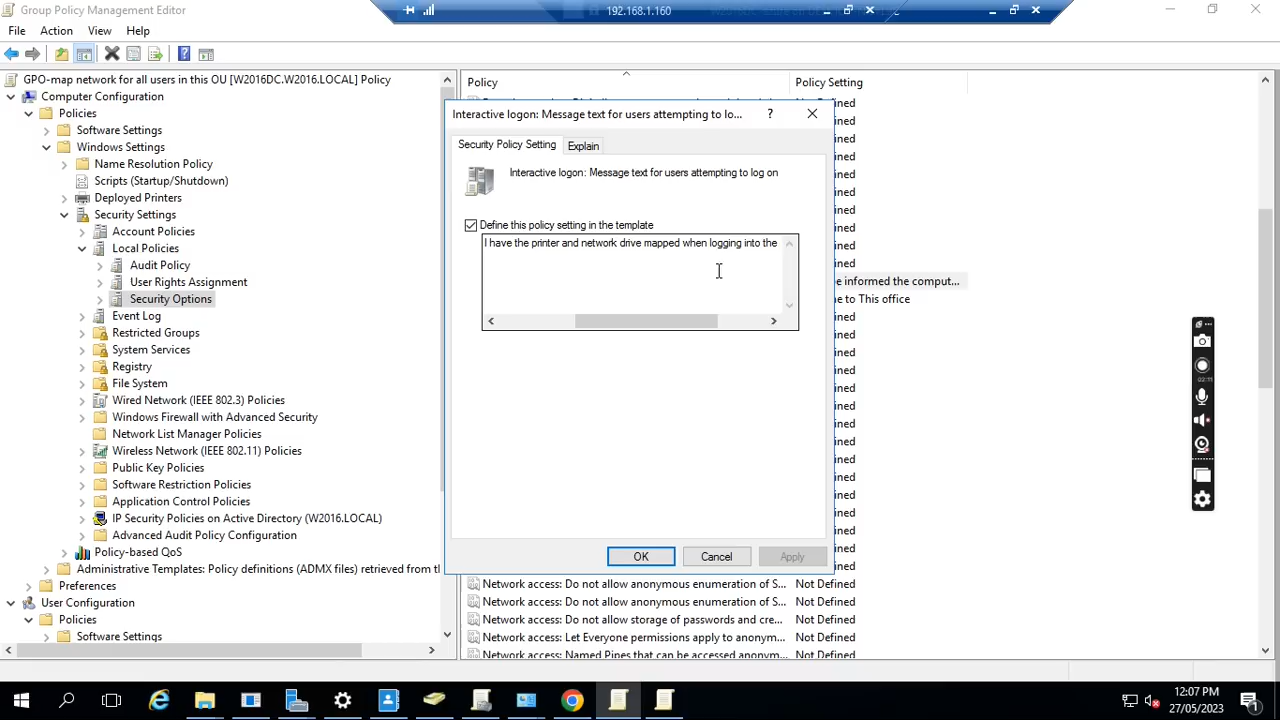 Group Policy Management Editor
192.168.1.160
File Action View Help
GPO-map network for all users in this OU [W2016DC.W2016.LOCAL] Policy
Computer Configuration
Policies
Software Settings
Windows Settings
Name Resolution Policy
Scripts (Startup/Shutdown)
Deployed Printers
Security Settings
Account Policies
Local Policies
Audit Policy
User Rights Assignment
Security Options
Event Log
Restricted Groups
System Services
Registry
File System
Wired Network (IEEE 802.3) Policies
Windows Firewall with Advanced Security
Network List Manager Policies
Wireless Network (IEEE 802.11) Policies
Public Key Policies
Software Restriction Policies
Application Control Policies
IP Security Policies on Active Directory (W2016.LOCAL)
Advanced Audit Policy Configuration
Policy-based QoS
Administrative Templates: Policy definitions (ADMX files) retrieved from th
Preferences
User Configuration
Policies
Software Settings
Policy Policy Setting
Interactive logon: Message text for users attempting to lo...
Security Policy Setting Explain
Interactive logon: Message text for users attempting to log on
Define this policy setting in the template
I have the printer and network drive mapped when logging into the
OK Cancel Apply
e informed the comput...
e to This office
Network access: Do not allow anonymous enumeration of S... Not Defined
Network access: Do not allow anonymous enumeration of S... Not Defined
Network access: Do not allow storage of passwords and cre... Not Defined
Network access: Let Everyone permissions apply to anonym... Not Defined
Network access: Named Pipes that can be accessed anonym... Not Defined
02:11
12:07 PM
27/05/2023